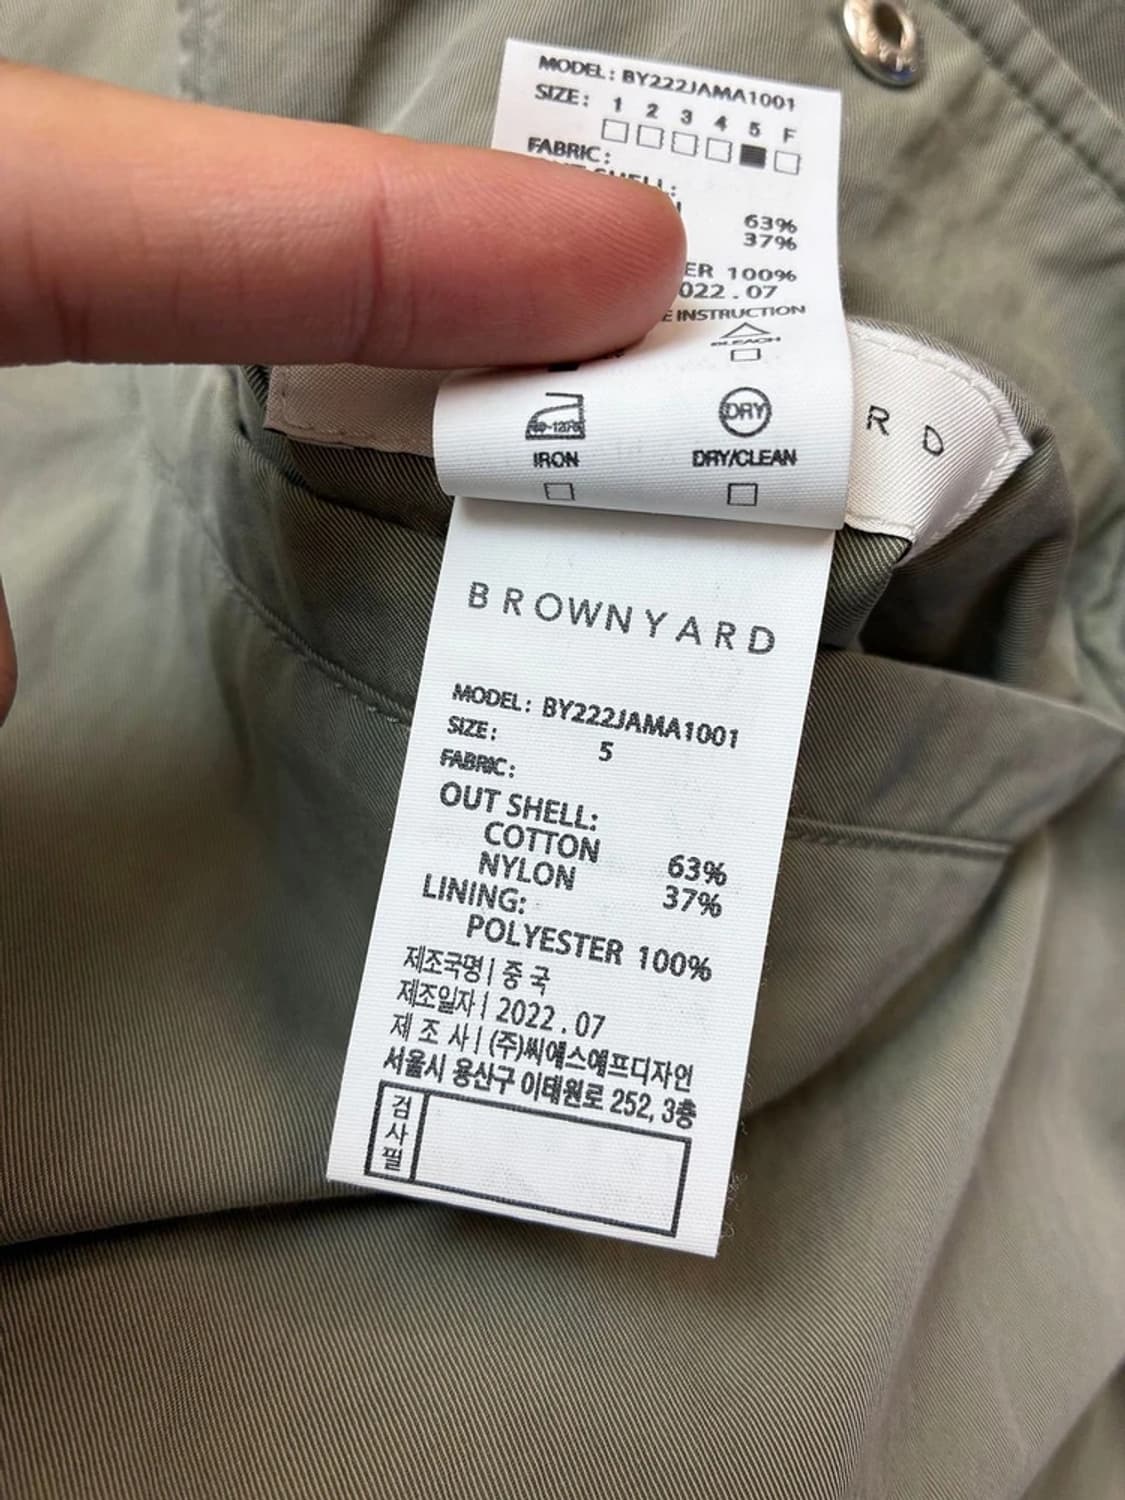 MODEL: BY222JAMA1001
SIZE: 1 2 3 4 5 F
FABRIC:
SHELL:
63%
37%
ER 100%
022.07
E INSTRUCTION
BLEACH
DRY
IRON DRY/CLEAN
R D
BROWNYARD
MODEL: BY222JAMA1001
SIZE: 5
FABRIC:
OUT SHELL:
COTTON 63%
NYLON 37%
LINING:
POLYESTER 100%
제조국명 | 중 국
제조일자 | 2022.07
제 조 사 | (주)씨에스에프디자인
서울시 용산구 이태원로 252, 3층
검사필